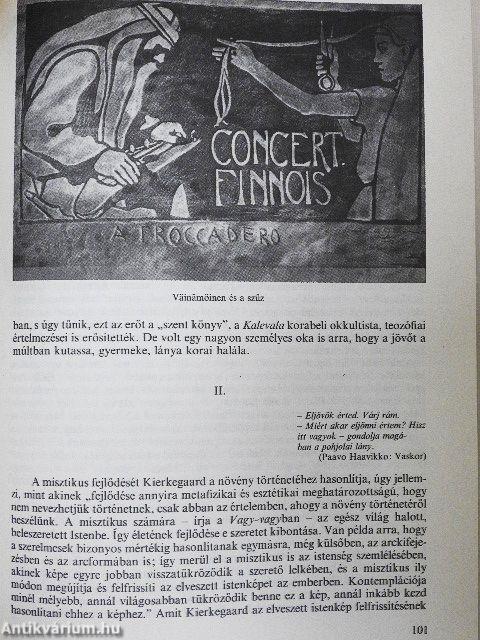 CONCERT.
FINNOIS
A TROCCADERO
Väinämöinen és a szűz
ban, s úgy tűnik, ezt az erőt a „szent könyv”, a Kalevala korabeli okkultista, teozófiai
értelmezései is erősítették. De volt egy nagyon személyes oka is arra, hogy a jövőt a
múltban kutassa, gyermeke, lánya korai halála.
II.
– Eljövök érted. Várj rám.
– Miért akar eljönni értem? Hisz
itt vagyok – gondolja magá-
ban a pohjolai lány.
(Paavo Haavikko: Vaskor)
A misztikus fejlődését Kierkegaard a növény történetéhez hasonlítja, úgy jellem-
zi, mint akinek „fejlődése annyira metafizikai és esztétikai meghatározottságú, hogy
nem nevezhetjük történetnek, csak abban az értelemben, ahogy a növény történetéről
beszélünk. A misztikus számára – írja a Vagy-vagyban – az egész világ halott,
beleszeretett Istenbe. Így életének fejlődése e szeretet kibontása. Van példa arra, hogy
a szerelmesek bizonyos mértékig hasonlítanak egymásra, még külsőben, az arckifeje-
zésben és az arcformában is; így merül el a misztikus is az istenség szemlélésében,
akinek képe egyre jobban visszatükröződik a szerető lelkében, és a misztikus ily
módon megújítja és felfrissíti az elveszett istenképet az emberben. Kontemplációja
minél mélyebb, annál világosabban tükröződik benne ez a kép, annál inkább kezd
hasonlítani ehhez a képhez.” Amit Kierkegaard az elveszett istenkép felfrissítésének
101
Antikvárium.hu